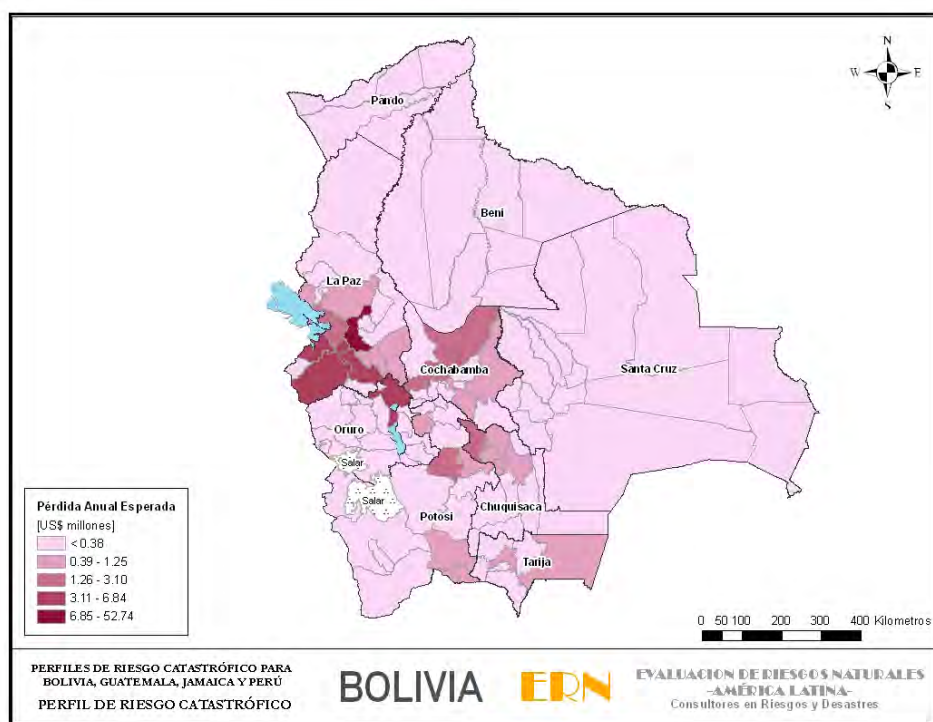 N
W E
S
Pando
Beni
La Paz
Cochabamba
Santa Cruz
Oruro
Salar
Salar
Potosí
Chuquisaca
Tarija
Pérdida Anual Esperada
[US$ millones]
< 0.38
0.39 - 1.25
1.26 - 3.10
3.11 - 6.84
6.85 - 52.74
0 50 100 200 300 400 Kilometros
PERFILES DE RIESGO CATASTRÓFICO PARA
BOLIVIA, GUATEMALA, JAMAICA Y PERÚ
PERFIL DE RIESGO CATASTRÓFICO
BOLIVIA
ERN
EVALUACION DE RIESGOS NATURALES
-AMÉRICA LATINA-
Consultores en Riesgos y Desastres